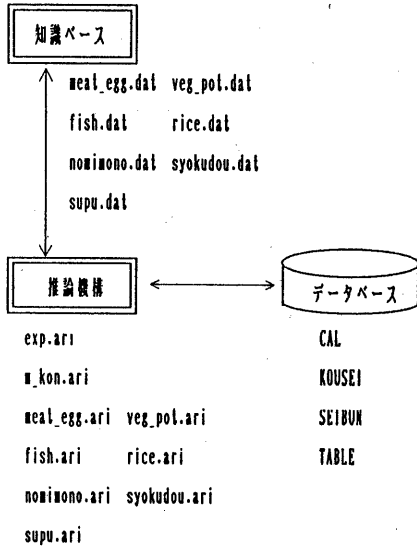 知識ベース
meat_egg.dat veg_pot.dat
fish.dat rice.dat
nomimono.dat syokudou.dat
supu.dat
推論機構
データベース
exp.ari
CAL
m_kon.ari
KOUSEI
meat_egg.ari veg_pot.ari
SEIBUN
fish.ari rice.ari
TABLE
nomimono.ari syokudou.ari
supu.ari